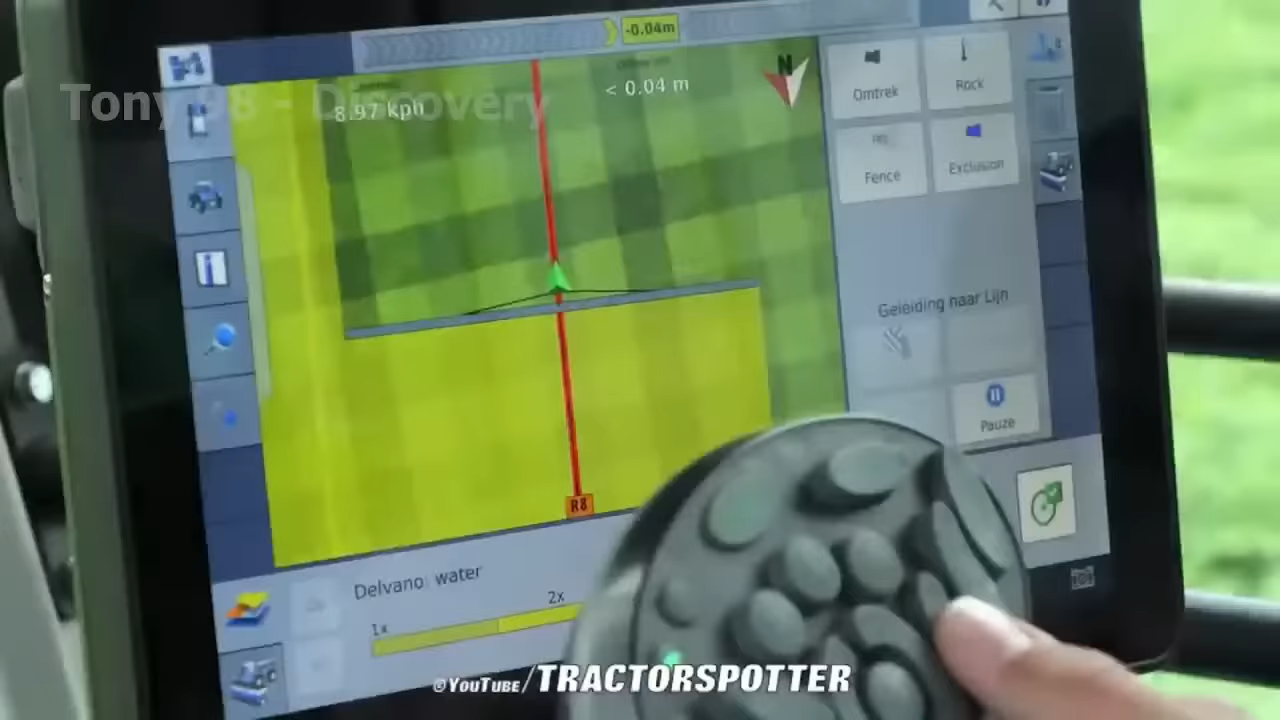 -0.04m
Tony 98 - Discovery
8.97 kph
< 0.04 m
N
Omtrek
Rock
Fence
Exclusion
Geleiding naar Lijn
Pauze
R8
Delvano: water
1x
2x
©YouTube/TRACTORSPOTTER